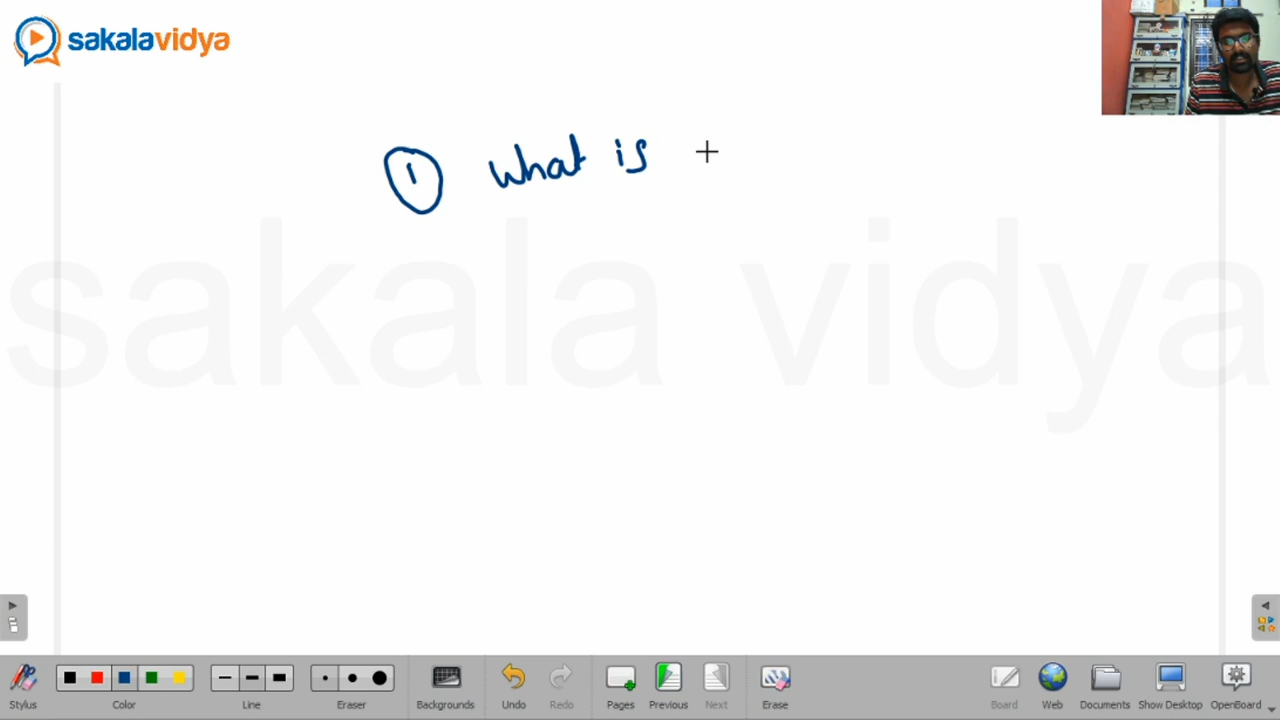 sakalavidya
① What is
sakala vidya
Stylus Color Line Eraser Backgrounds Undo Redo Pages Previous Next Erase Board Web Documents Show Desktop OpenBoard